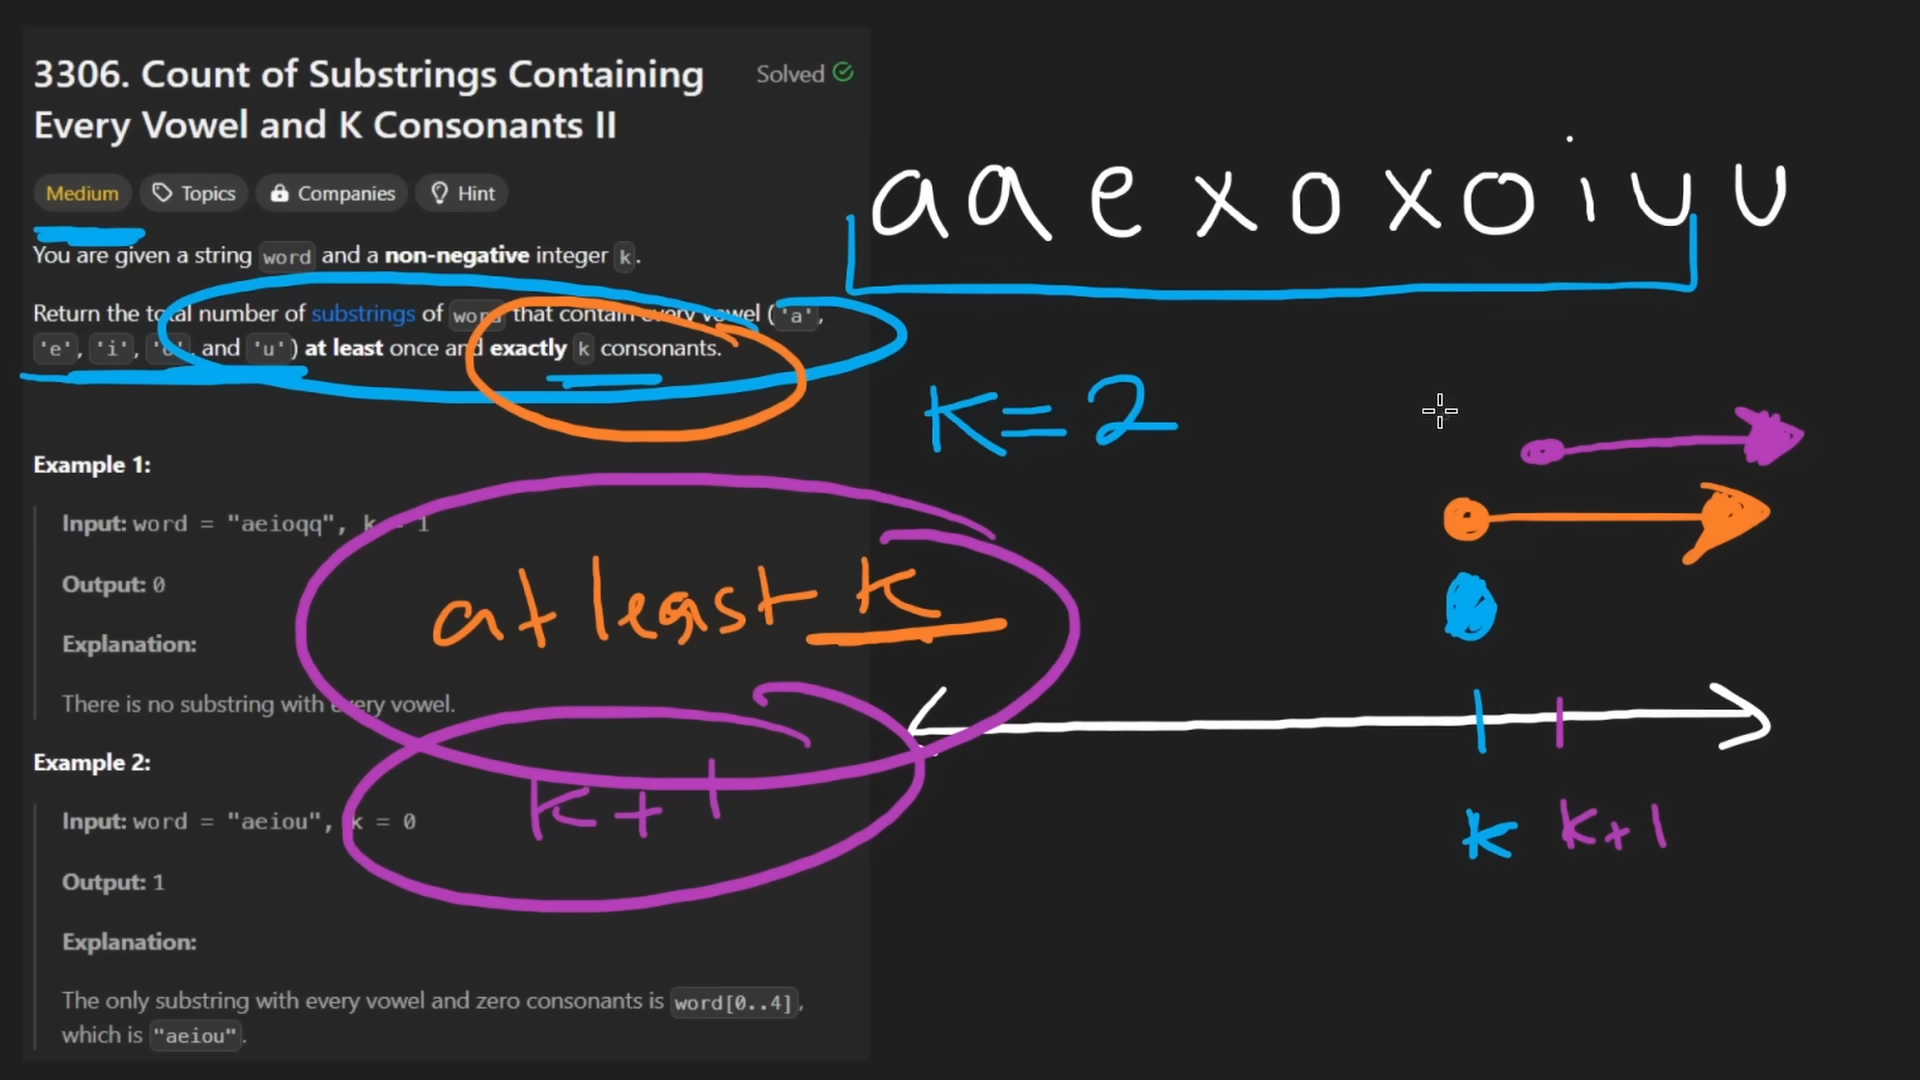 3306. Count of Substrings Containing
Every Vowel and K Consonants II
Solved
Medium Topics Companies Hint
You are given a string word and a non-negative integer k.
Return the total number of substrings of word that contain every vowel ('a',
'e', 'i', 'o', and 'u') at least once and exactly k consonants.
Example 1:
Input: word = "aeioqq", k = 1
Output: 0
Explanation:
There is no substring with every vowel.
Example 2:
Input: word = "aeiou", k = 0
Output: 1
Explanation:
The only substring with every vowel and zero consonants is word[0..4],
which is "aeiou".
a a e x o x o i u u
K=2
at least k
k+1
k k+1